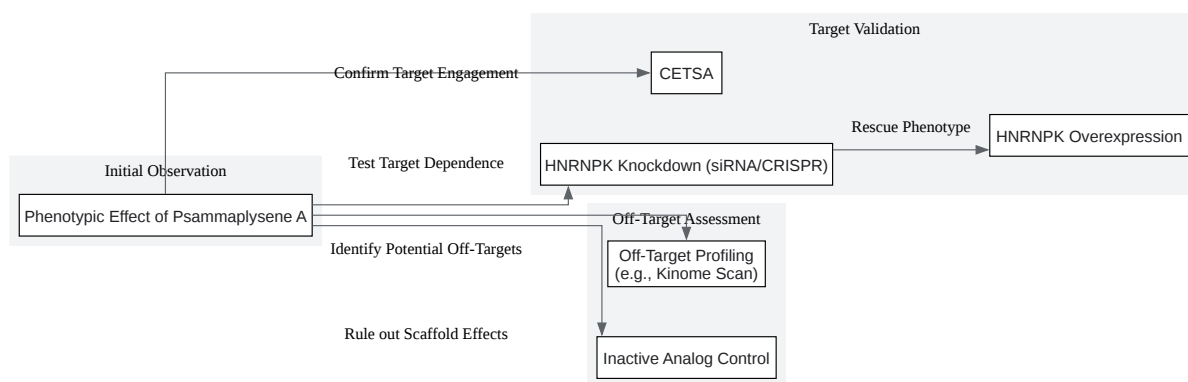 Target Validation
Confirm Target Engagement
CETSA
Rescue Phenotype
HNRNPK Overexpression
Test Target Dependence
HNRNPK Knockdown (siRNA/CRISPR)
Initial Observation
Phenotypic Effect of Psammaplysene A
Off-Target Assessment
Identify Potential Off-Targets
Off-Target Profiling
(e.g., Kinome Scan)
Rule out Scaffold Effects
Inactive Analog Control